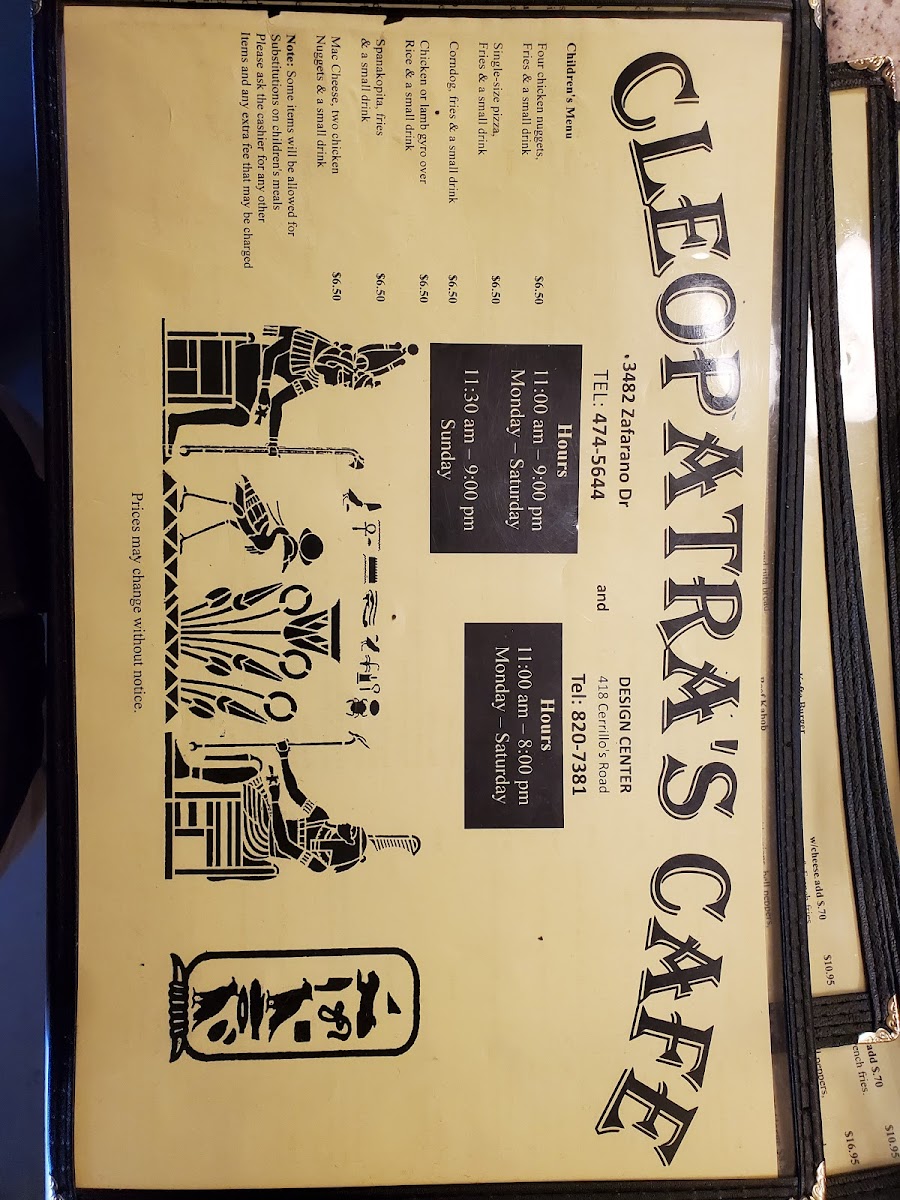 CLEOPATRA'S CAFE
3482 Zafarano Dr
TEL: 474-5644
and
DESIGN CENTER
418 Cerrillo's Road
Tel: 820-7381
Hours
11:00 am – 9:00 pm
Monday – Saturday
11:30 am – 9:00 pm
Sunday
Hours
11:00 am – 8:00 pm
Monday – Saturday
Children's Menu
Four chicken nuggets,
Fries & a small drink $6.50
Single-size pizza,
Fries & a small drink $6.50
Corndog, fries & a small drink $6.50
Chicken or lamb gyro over
Rice & a small drink $6.50
Spanakopita, fries
& a small drink $6.50
Mac Cheese, two chicken
Nuggets & a small drink $6.50
Note: Some items will be allowed for
Substitutions on children's meals
Please ask the cashier for any other
Items and any extra fee that may be charged
Prices may change without notice.
Burger
w/cheese add $.70
$10.95
add $.70
$10.95
$16.95